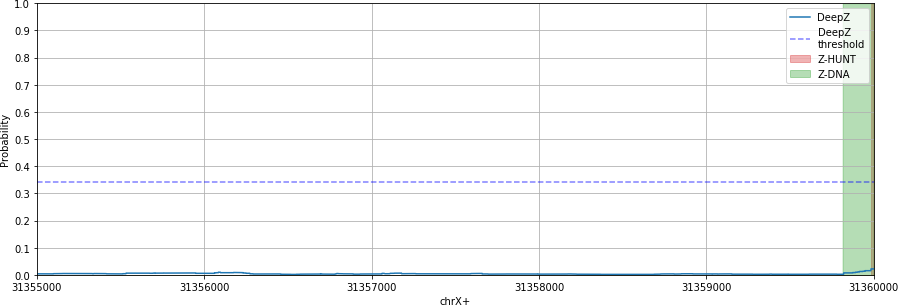 1.0
0.9
0.8
0.7
0.6
0.5
0.4
0.3
0.2
0.1
0.0
Probability
31355000 31356000 31357000 31358000 31359000 31360000
chrX+
DeepZ
DeepZ
threshold
Z-HUNT
Z-DNA